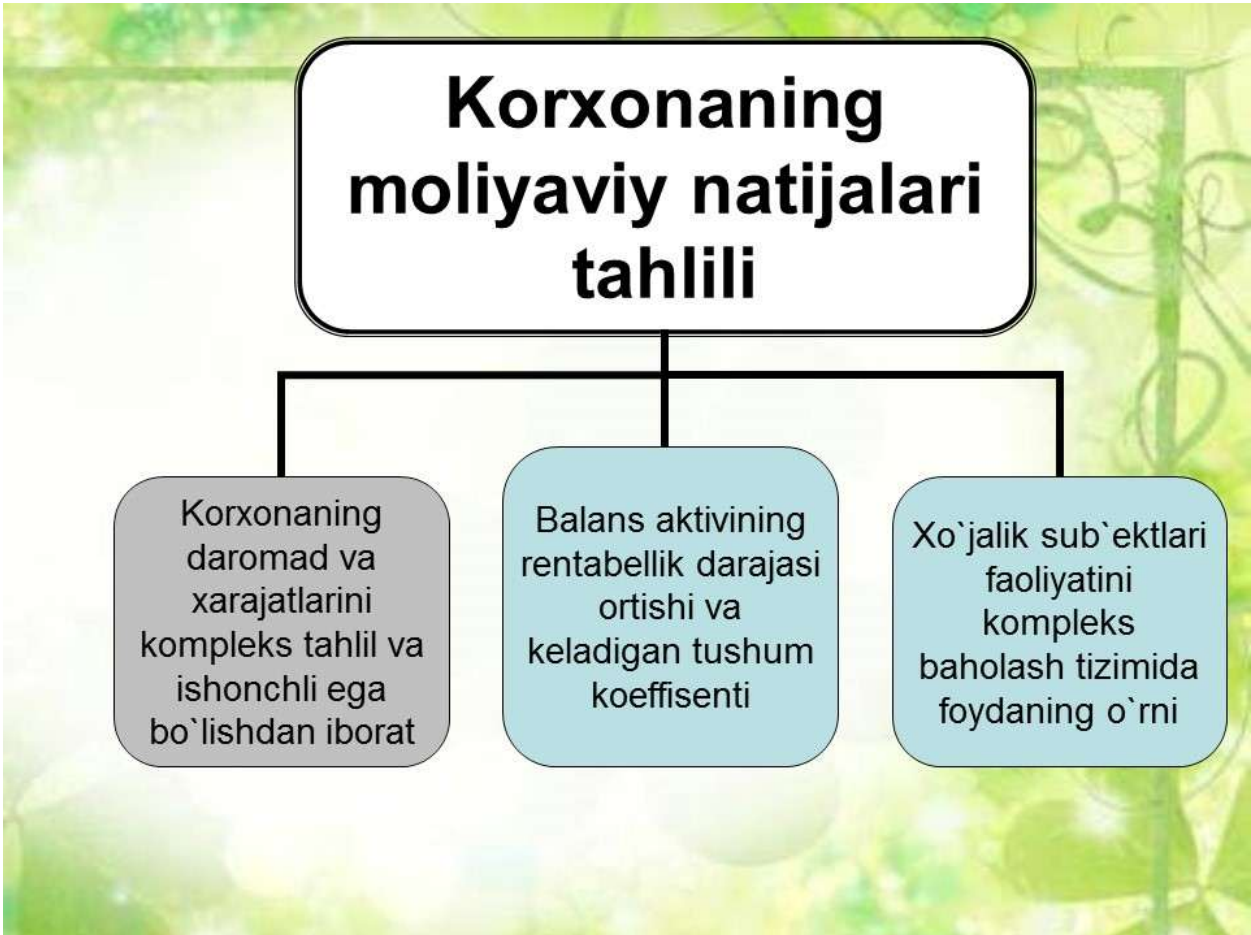 Korxonaning
moliyaviy natijalari
tahlili
Korxonaning
daromad va
xarajatlarini
kompleks tahlil va
ishonchli ega
bo`lishdan iborat
Balans aktivining
rentabellik darajasi
ortishi va
keladigan tushum
koeffisenti
Xo`jalik sub`ektlari
faoliyatini
kompleks
baholash tizimida
foydaning o`rni